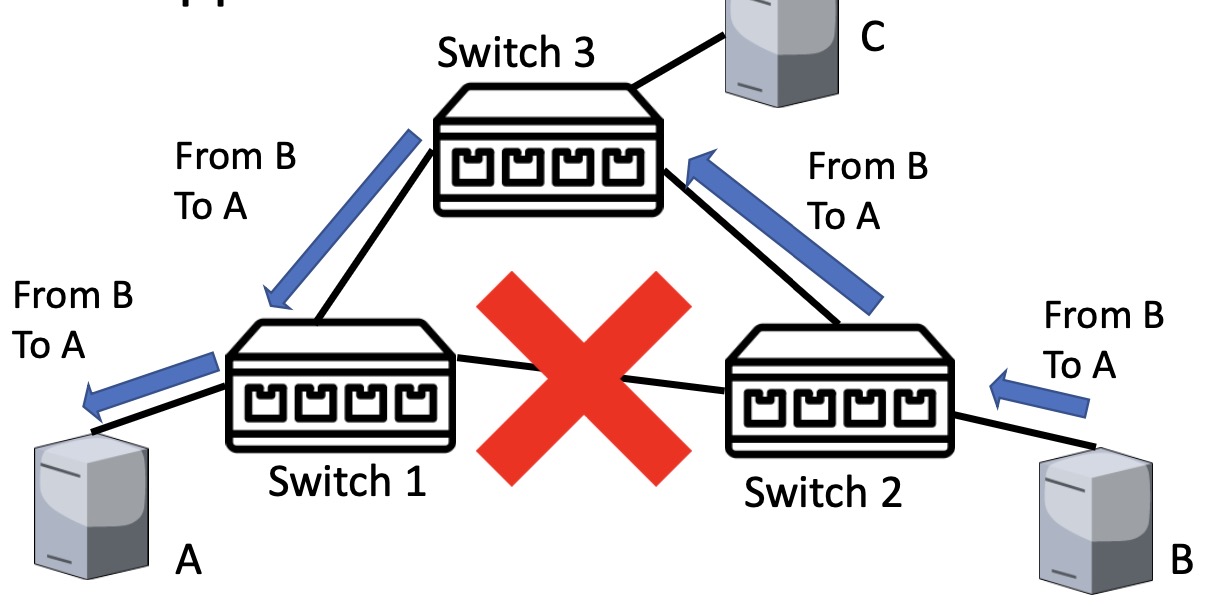 Switch 3
C
From B
To A
From B
To A
From B
To A
From B
To A
Switch 1
Switch 2
A
B